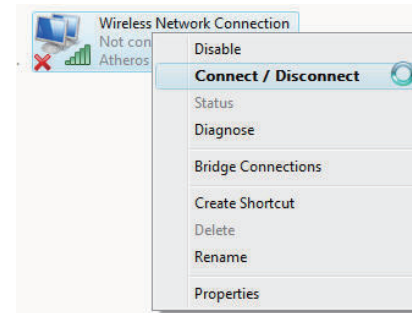 Wireless Network Connection
Not con
Atheros
Disable
Connect / Disconnect
Status
Diagnose
Bridge Connections
Create Shortcut
Delete
Rename
Properties